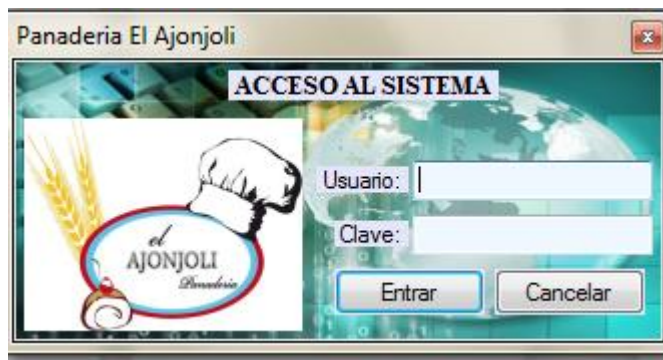 Panaderia El Ajonjoli
ACCESO AL SISTEMA
el
AJONJOLI
Panaderia
Usuario:
Clave:
Entrar
Cancelar